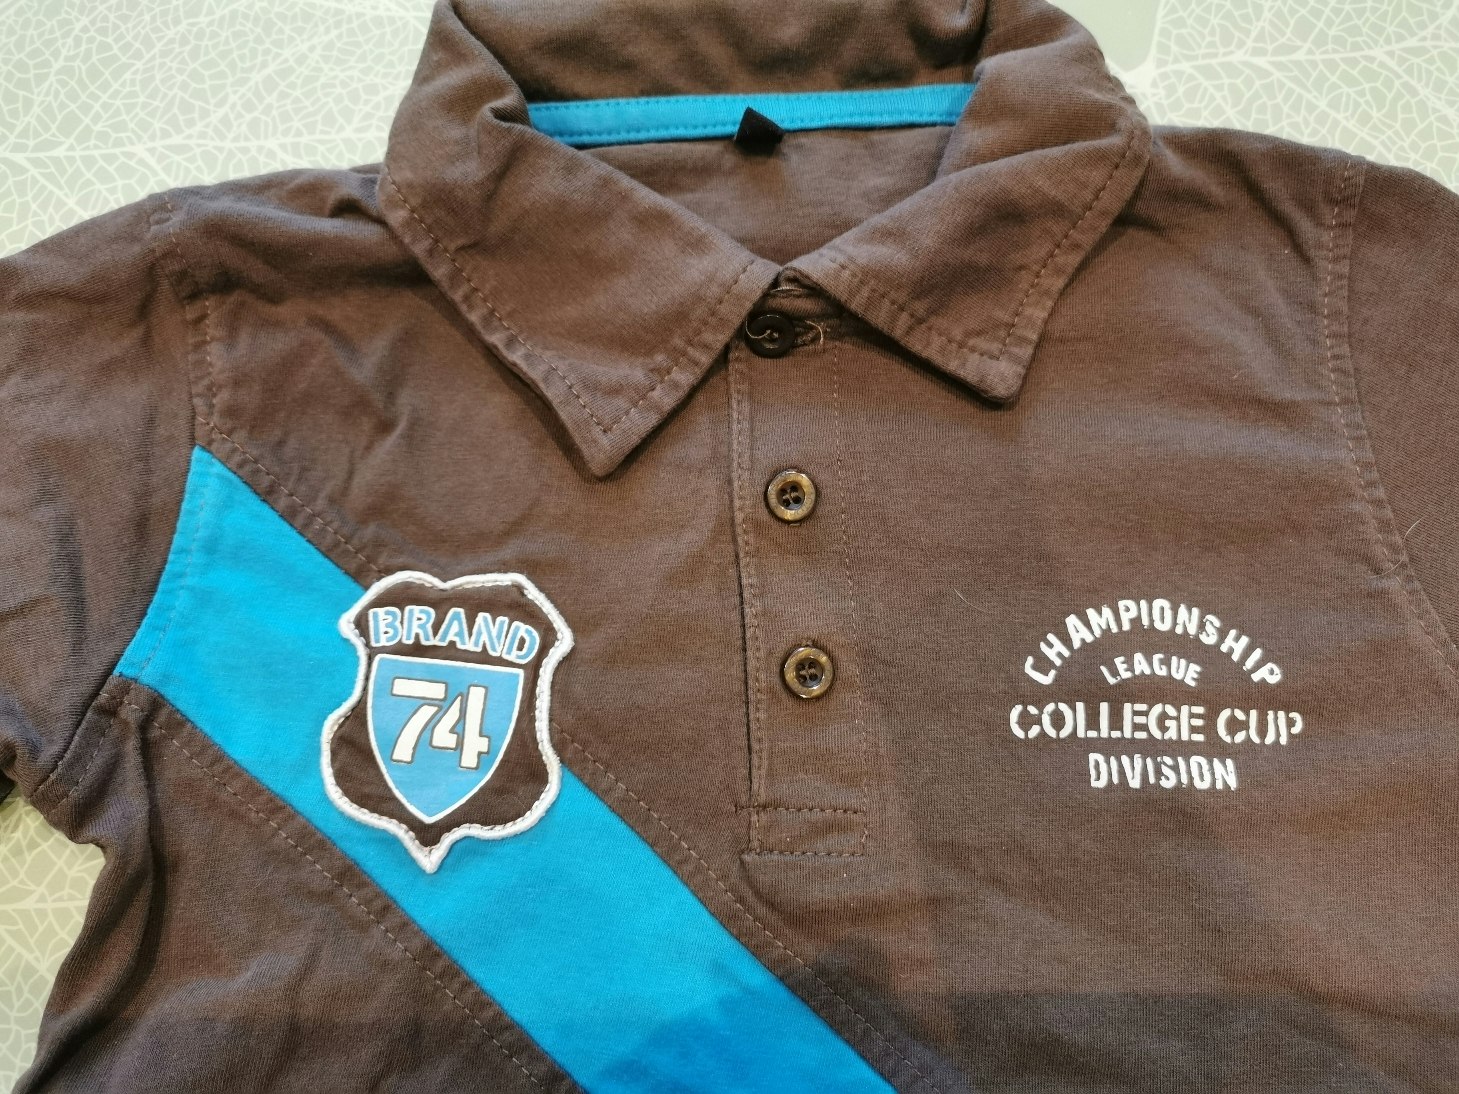 BRAND
74
CHAMPIONSHIP
LEAGUE
COLLEGE CUP
DIVISION